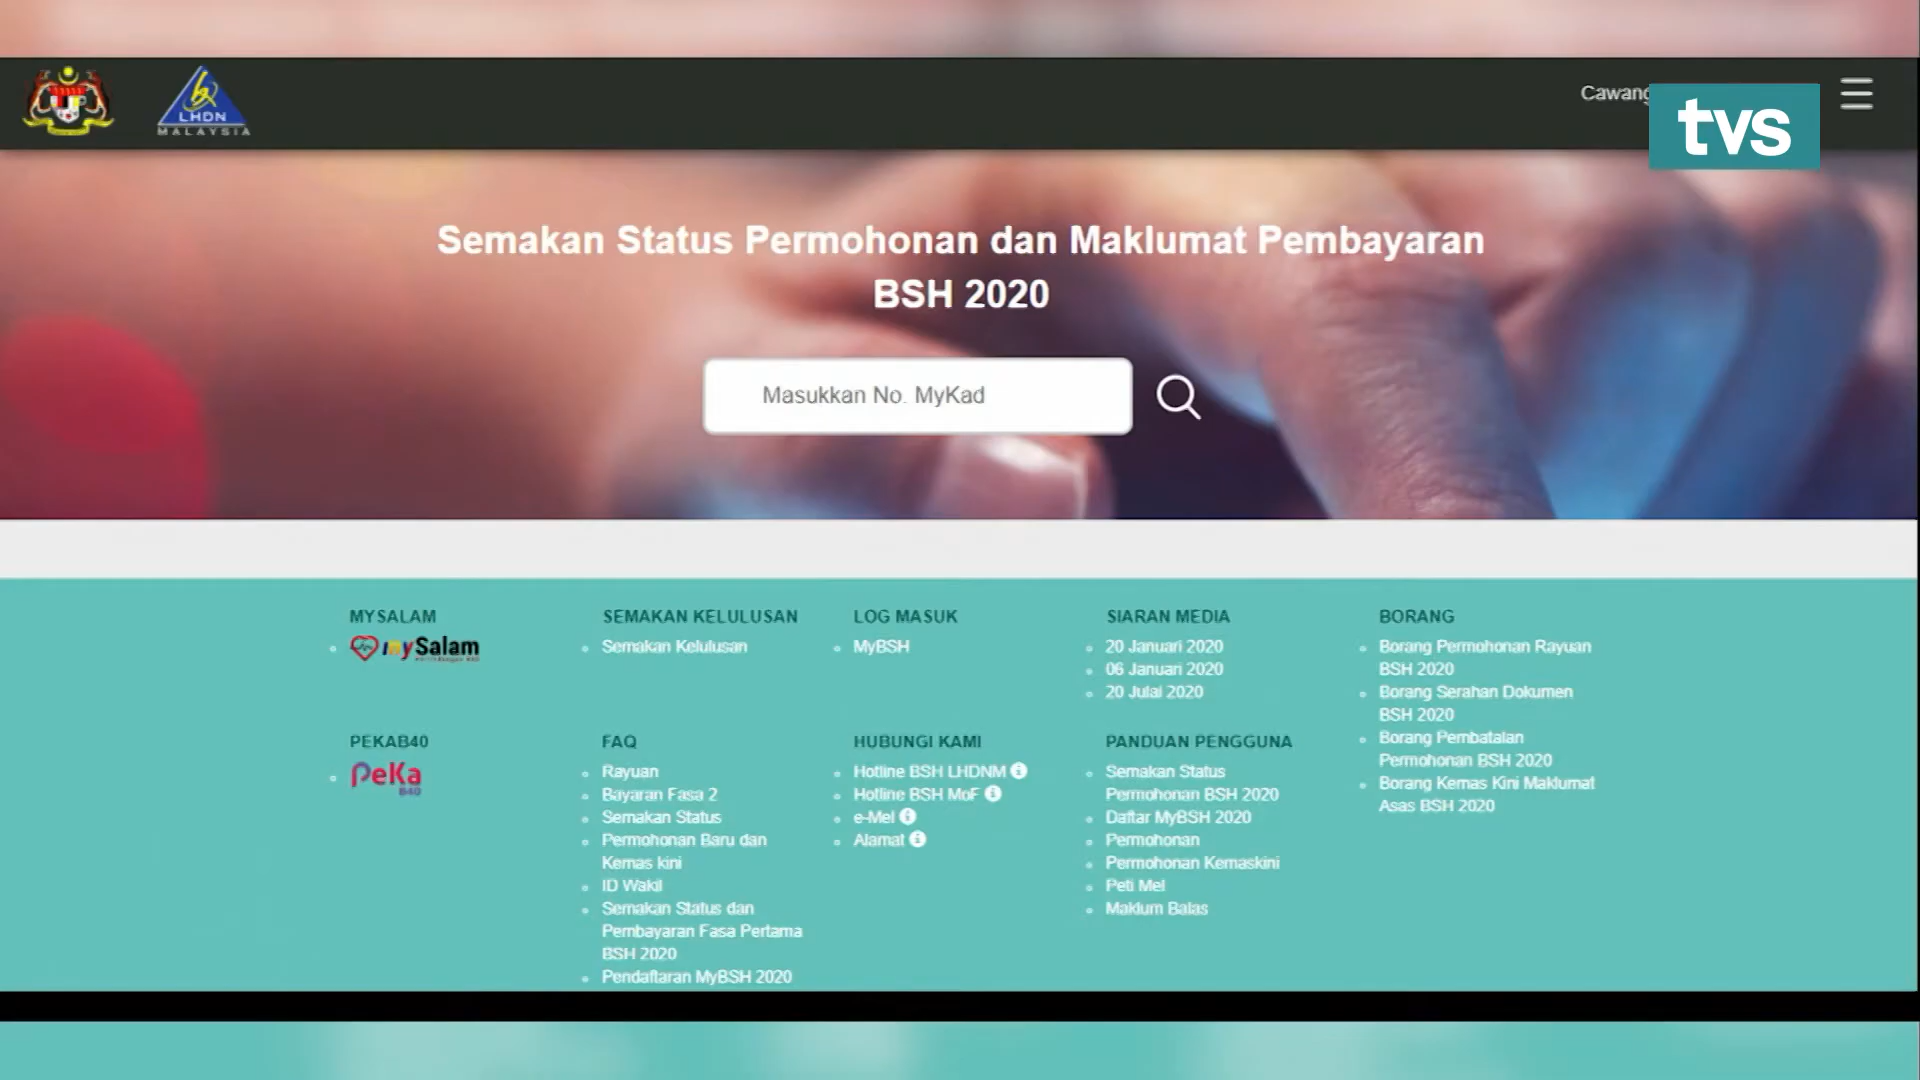 LHDN
MALAYSIA
Cawang
tvs
Semakan Status Permohonan dan Maklumat Pembayaran
BSH 2020
Masukkan No. MyKad
MYSALAM
mySalam
SEMAKAN KELULUSAN
Semakan Kelulusan
LOG MASUK
MyBSH
SIARAN MEDIA
20 Januari 2020
06 Januari 2020
20 Julai 2020
BORANG
Borang Permohonan Rayuan
BSH 2020
Borang Serahan Dokumen
BSH 2020
Borang Pembatalan
Permohonan BSH 2020
Borang Kemas Kini Maklumat
Asas BSH 2020
PEKAB40
PeKa
B40
FAQ
Rayuan
Bayaran Fasa 2
Semakan Status
Permohonan Baru dan
Kemas kini
ID Wakil
Semakan Status dan
Pembayaran Fasa Pertama
BSH 2020
Pendaftaran MyBSH 2020
HUBUNGI KAMI
Hotline BSH LHDNM
Hotline BSH MoF
e-Mel
Alamat
PANDUAN PENGGUNA
Semakan Status
Permohonan BSH 2020
Daftar MyBSH 2020
Permohonan
Permohonan Kemaskini
Peti Mel
Maklum Balas